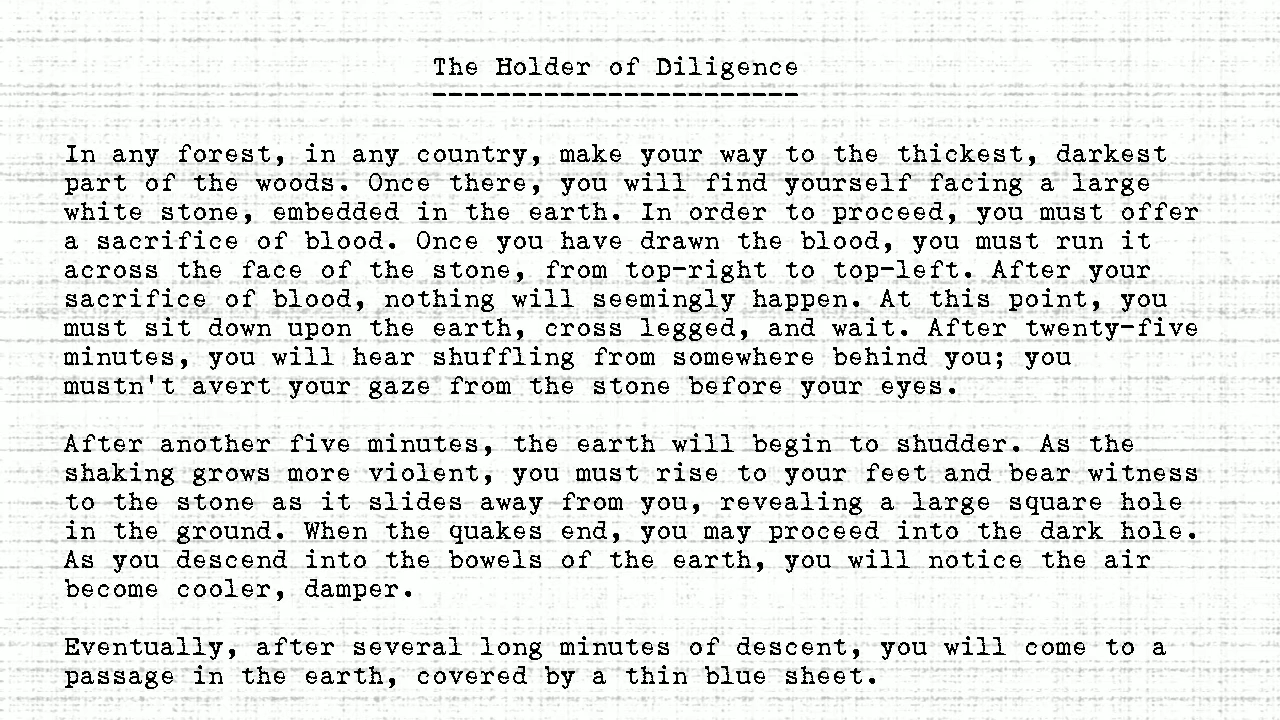 The Holder of Diligence
In any forest, in any country, make your way to the thickest, darkest
part of the woods. Once there, you will find yourself facing a large
white stone, embedded in the earth. In order to proceed, you must offer
a sacrifice of blood. Once you have drawn the blood, you must run it
across the face of the stone, from top-right to top-left. After your
sacrifice of blood, nothing will seemingly happen. At this point, you
must sit down upon the earth, cross legged, and wait. After twenty-five
minutes, you will hear shuffling from somewhere behind you; you
mustn't avert your gaze from the stone before your eyes.

After another five minutes, the earth will begin to shudder. As the
shaking grows more violent, you must rise to your feet and bear witness
to the stone as it slides away from you, revealing a large square hole
in the ground. When the quakes end, you may proceed into the dark hole.
As you descend into the bowels of the earth, you will notice the air
become cooler, damper.

Eventually, after several long minutes of descent, you will come to a
passage in the earth, covered by a thin blue sheet.